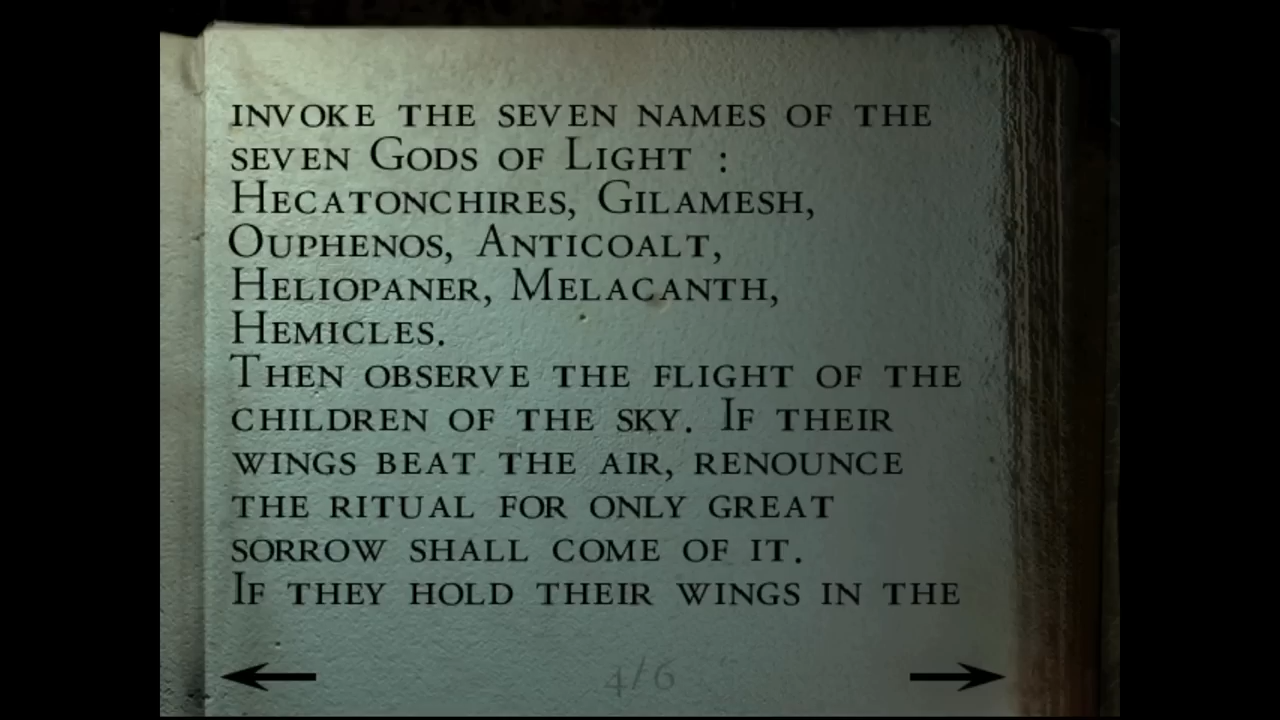 INVOKE THE SEVEN NAMES OF THE
SEVEN GODS OF LIGHT :
HECATONCHIRES, GILAMESH,
OUPHENOS, ANTICOALT,
HELIOPANER, MELACANTH,
HEMICLES.
THEN OBSERVE THE FLIGHT OF THE
CHILDREN OF THE SKY. IF THEIR
WINGS BEAT THE AIR, RENOUNCE
THE RITUAL FOR ONLY GREAT
SORROW SHALL COME OF IT.
IF THEY HOLD THEIR WINGS IN THE
4/6